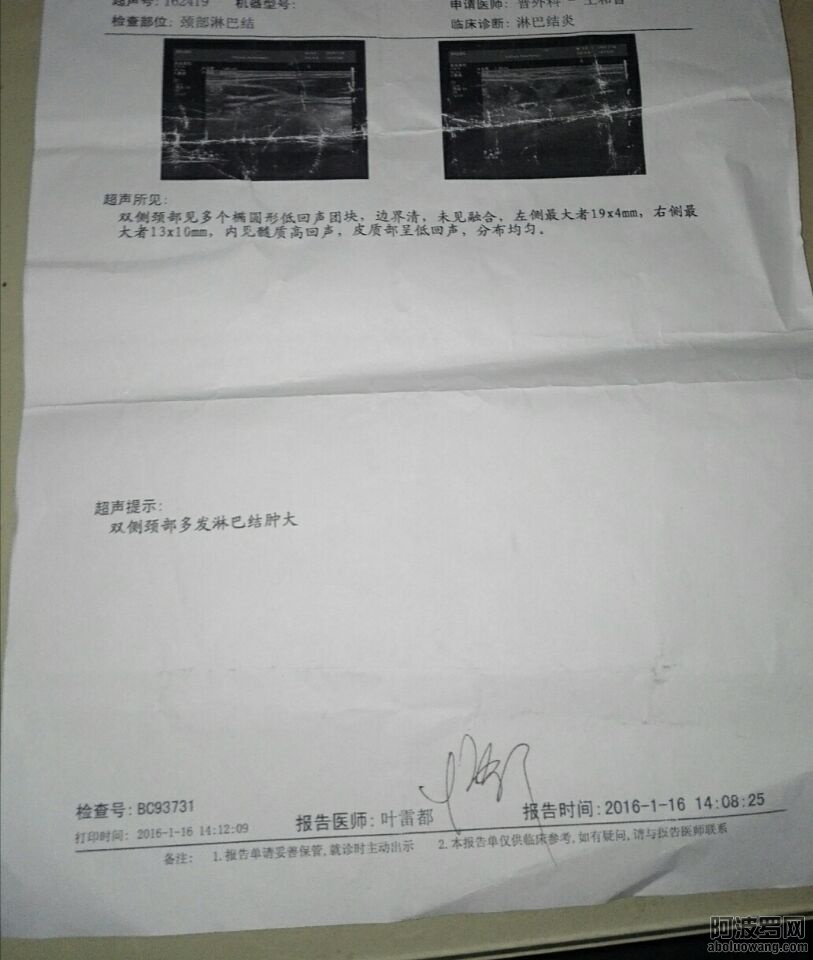 超声号: 162419 机器型号: 申请医师: 普外科 -
检查部位: 颈部淋巴结 临床诊断: 淋巴结炎
超声所见:
双侧颈部见多个椭圆形低回声团块, 边界清, 未见融合, 左侧最大者19x4mm, 右侧最
大者13x10mm, 内见髓质高回声, 皮质部呈低回声, 分布均匀。
超声提示:
双侧颈部多发淋巴结肿大
检查号: BC93731 报告医师: 叶雷都 报告时间: 2016-1-16 14:08:25
打印时间: 2016-1-16 14:12:09
备注: 1.报告单请妥善保管,就诊时主动出示 2.本报告单仅供临床参考,如有疑问,请与报告医师联系
阿波罗网
aboluowang.com